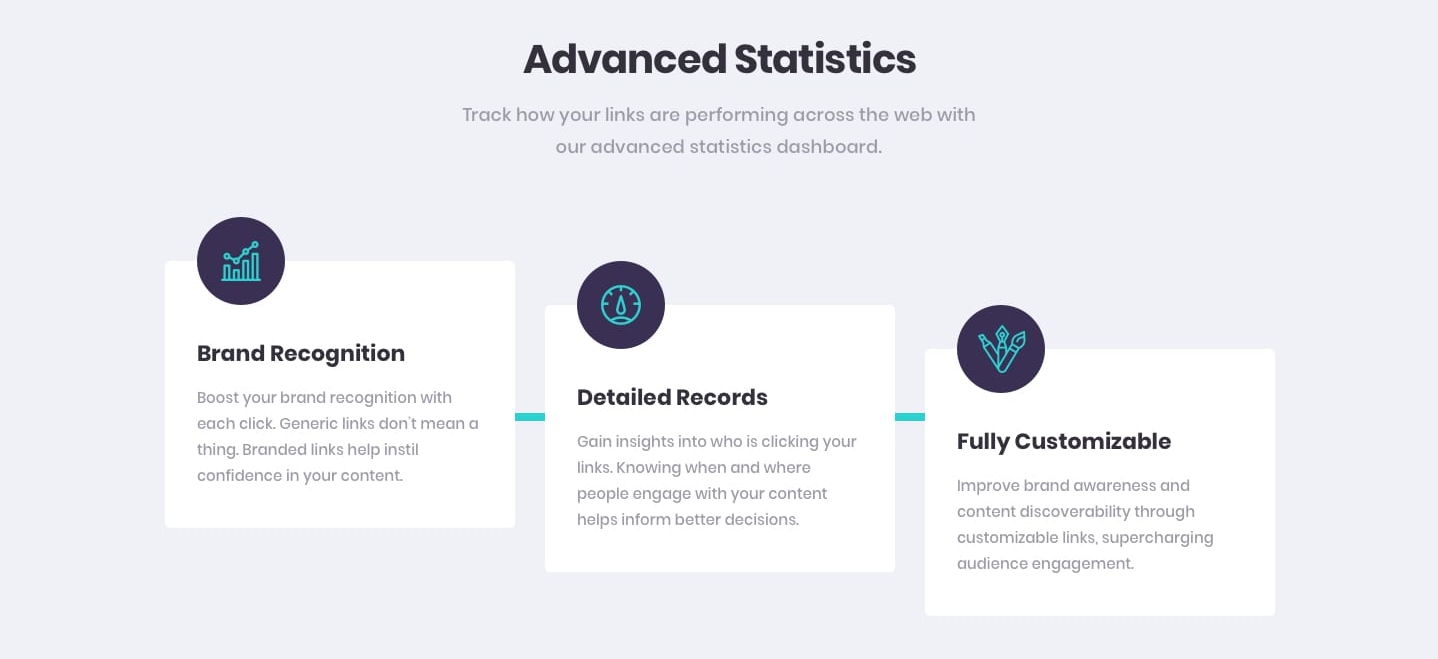 Advanced Statistics
Track how your links are performing across the web with
our advanced statistics dashboard.
Brand Recognition
Boost your brand recognition with
each click. Generic links don't mean a
thing. Branded links help instil
confidence in your content.
Detailed Records
Gain insights into who is clicking your
links. Knowing when and where
people engage with your content
helps inform better decisions.
Fully Customizable
Improve brand awareness and
content discoverability through
customizable links, supercharging
audience engagement.